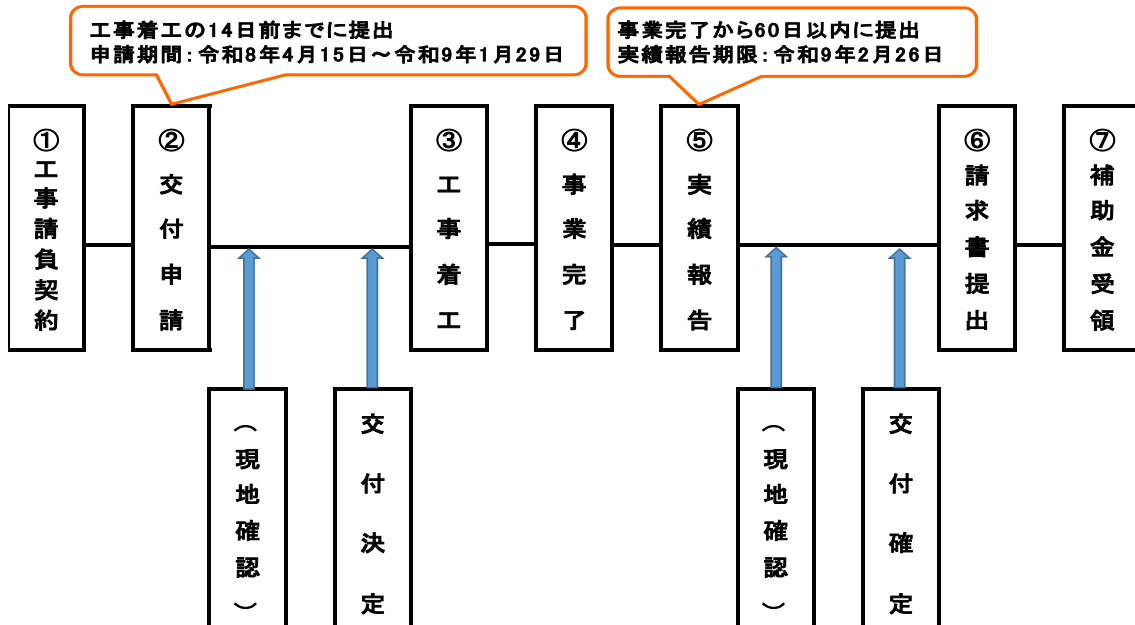 工事着工の14日前までに提出
申請期間:令和8年4月15日～令和9年1月29日
事業完了から60日以内に提出
実績報告期限:令和9年2月26日
①工事請負契約
②交付申請
③工事着工
④事業完了
⑤実績報告
⑥請求書提出
⑦補助金受領
（現地確認）
交付決定
（現地確認）
交付確定